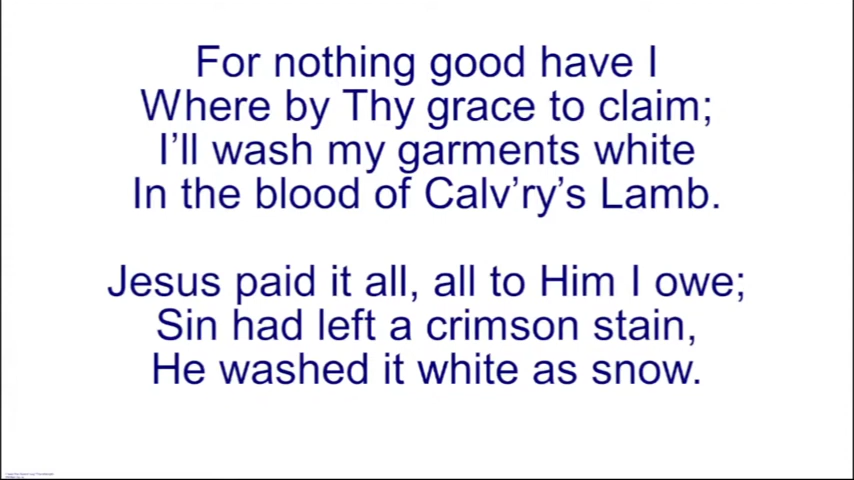 For nothing good have I
Where by Thy grace to claim;
I’ll wash my garments white
In the blood of Calv’ry’s Lamb.
Jesus paid it all, all to Him I owe;
Sin had left a crimson stain,
He washed it white as snow.